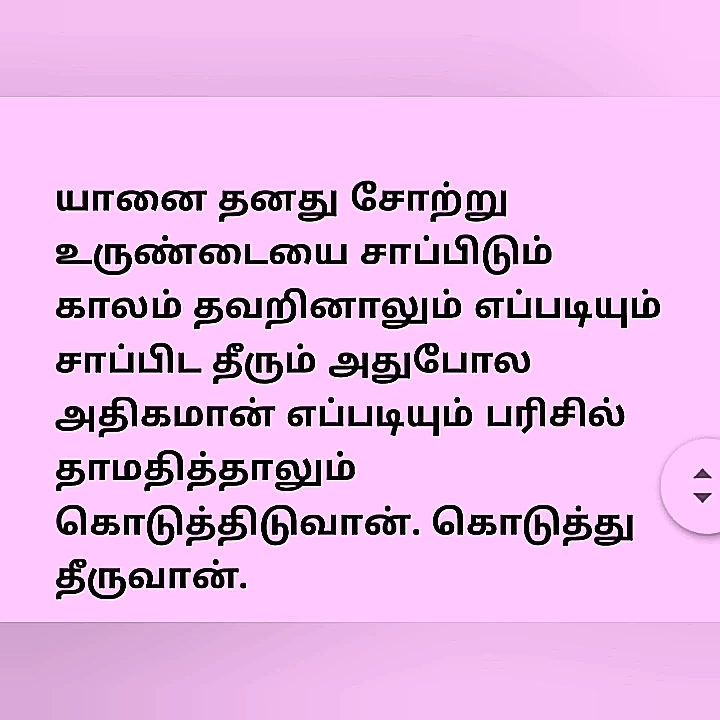 யானை தனது சோற்று
உருண்டையை சாப்பிடும்
காலம் தவறினாலும் எப்படியும்
சாப்பிட தீரும் அதுபோல
அதிகமான் எப்படியும் பரிசில்
தாமதித்தாலும்
கொடுத்திடுவான். கொடுத்து
தீருவான்.